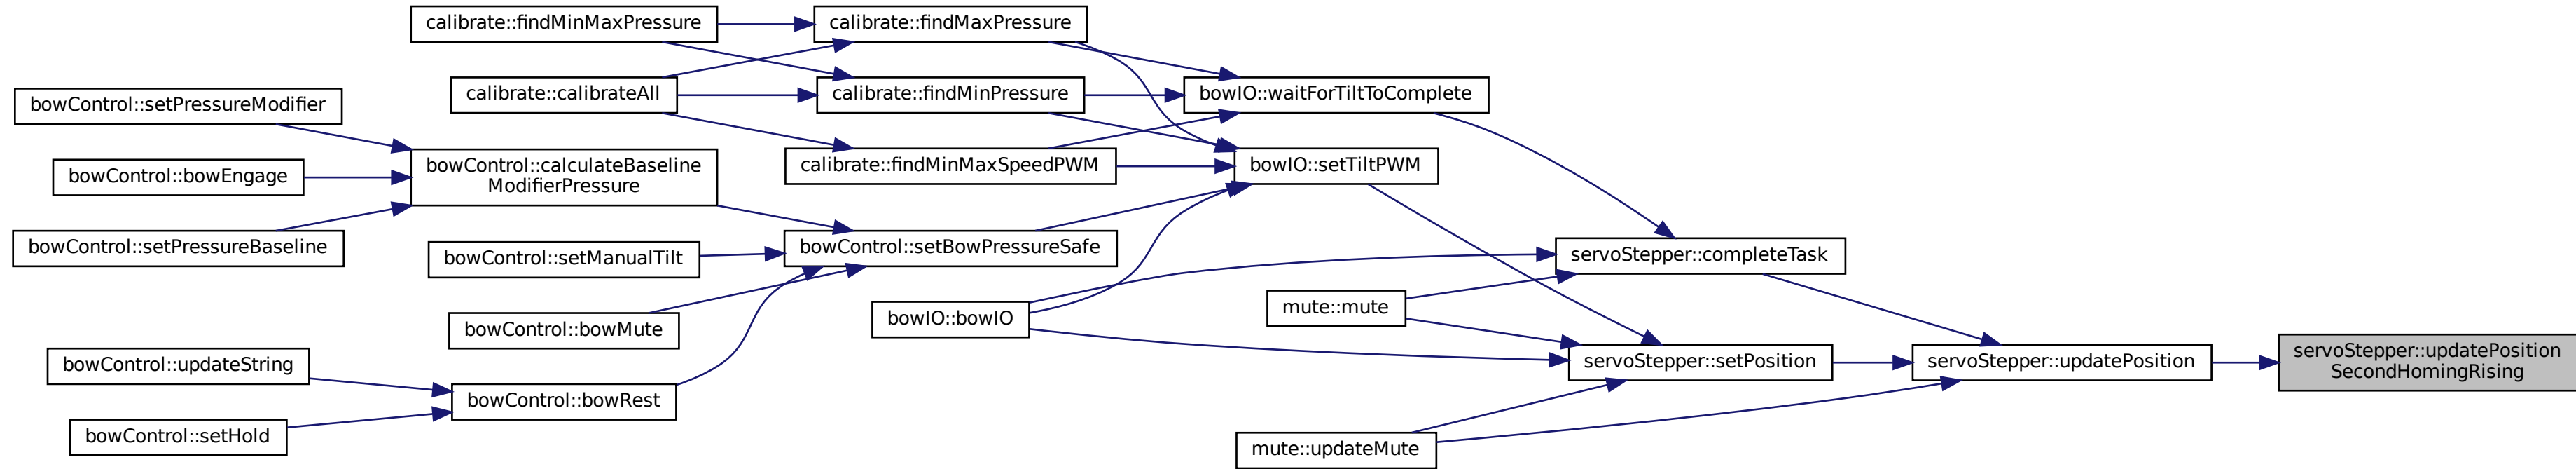 calibrate::findMinMaxPressure
calibrate::findMaxPressure
calibrate::calibrateAll
calibrate::findMinPressure
bowIO::waitForTiltToComplete
bowControl::setPressureModifier
bowControl::bowEngage
bowControl::calculateBaseline
ModifierPressure
calibrate::findMinMaxSpeedPWM
bowIO::setTiltPWM
bowControl::setPressureBaseline
bowControl::setManualTilt
bowControl::setBowPressureSafe
servoStepper::completeTask
bowControl::bowMute
bowIO::bowIO
mute::mute
bowControl::updateString
servoStepper::setPosition
servoStepper::updatePosition
servoStepper::updatePosition
SecondHomingRising
bowControl::bowRest
bowControl::setHold
mute::updateMute